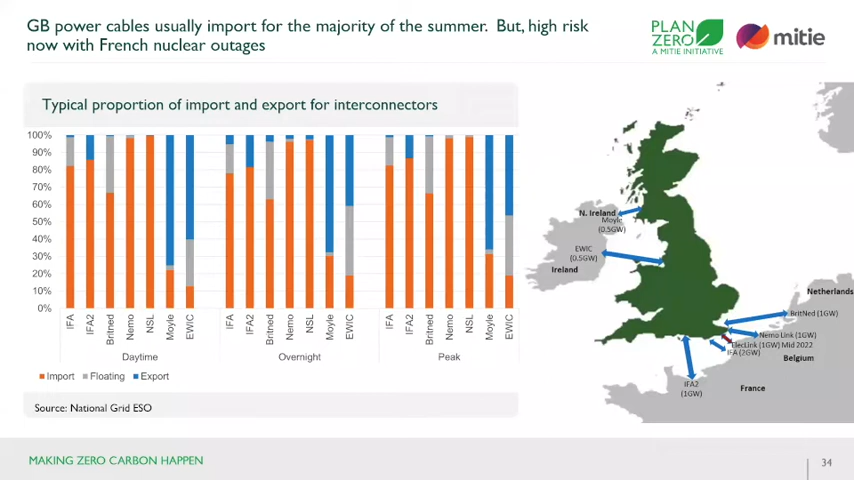 GB power cables usually import for the majority of the summer. But, high risk
now with French nuclear outages
PLAN
ZERO
A MITIE INITIATIVE
mitie
Typical proportion of import and export for interconnectors
100%
90%
80%
70%
60%
50%
40%
30%
20%
10%
0%
IFA
IFA2
Britned
Nemo
NSL
Moyle
EWIC
IFA
IFA2
Britned
Nemo
NSL
Moyle
EWIC
IFA
IFA2
Britned
Nemo
NSL
Moyle
EWIC
Daytime
Overnight
Peak
Import
Floating
Export
Source: National Grid ESO
N. Ireland
Moyle
(0.5GW)
EWIC
(0.5GW)
Ireland
Netherlands
BritNed (1GW)
Nemo Link (1GW)
ElecLink (1GW) Mid 2022
IFA (2GW)
Belgium
IFA2
(1GW)
France
MAKING ZERO CARBON HAPPEN
34